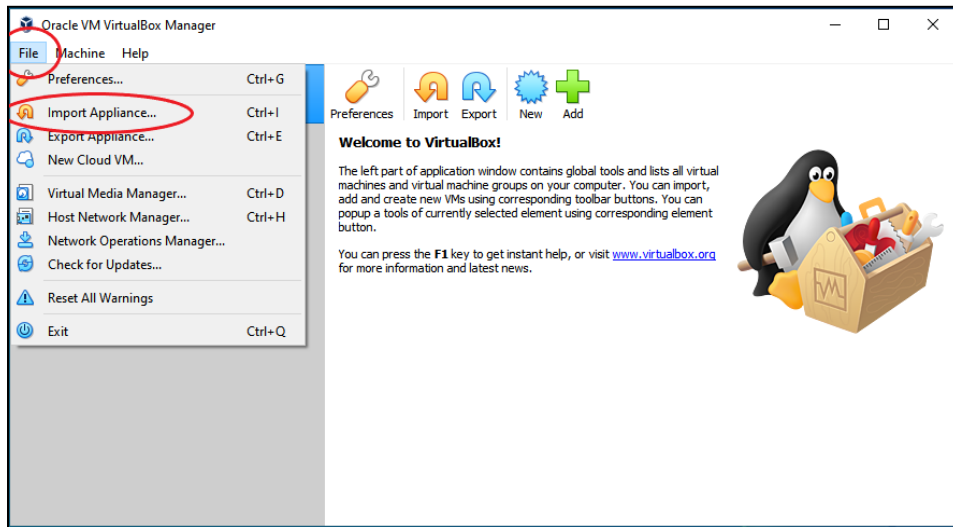 Oracle VM VirtualBox Manager
File Machine Help
Preferences... Ctrl+G
Import Appliance... Ctrl+I
Export Appliance... Ctrl+E
New Cloud VM...
Virtual Media Manager... Ctrl+D
Host Network Manager... Ctrl+H
Network Operations Manager...
Check for Updates...
Reset All Warnings
Exit Ctrl+Q
Preferences Import Export New Add
Welcome to VirtualBox!
The left part of application window contains global tools and lists all virtual
machines and virtual machine groups on your computer. You can import,
add and create new VMs using corresponding toolbar buttons. You can
popup a tools of currently selected element using corresponding element
button.
You can press the F1 key to get instant help, or visit www.virtualbox.org
for more information and latest news.